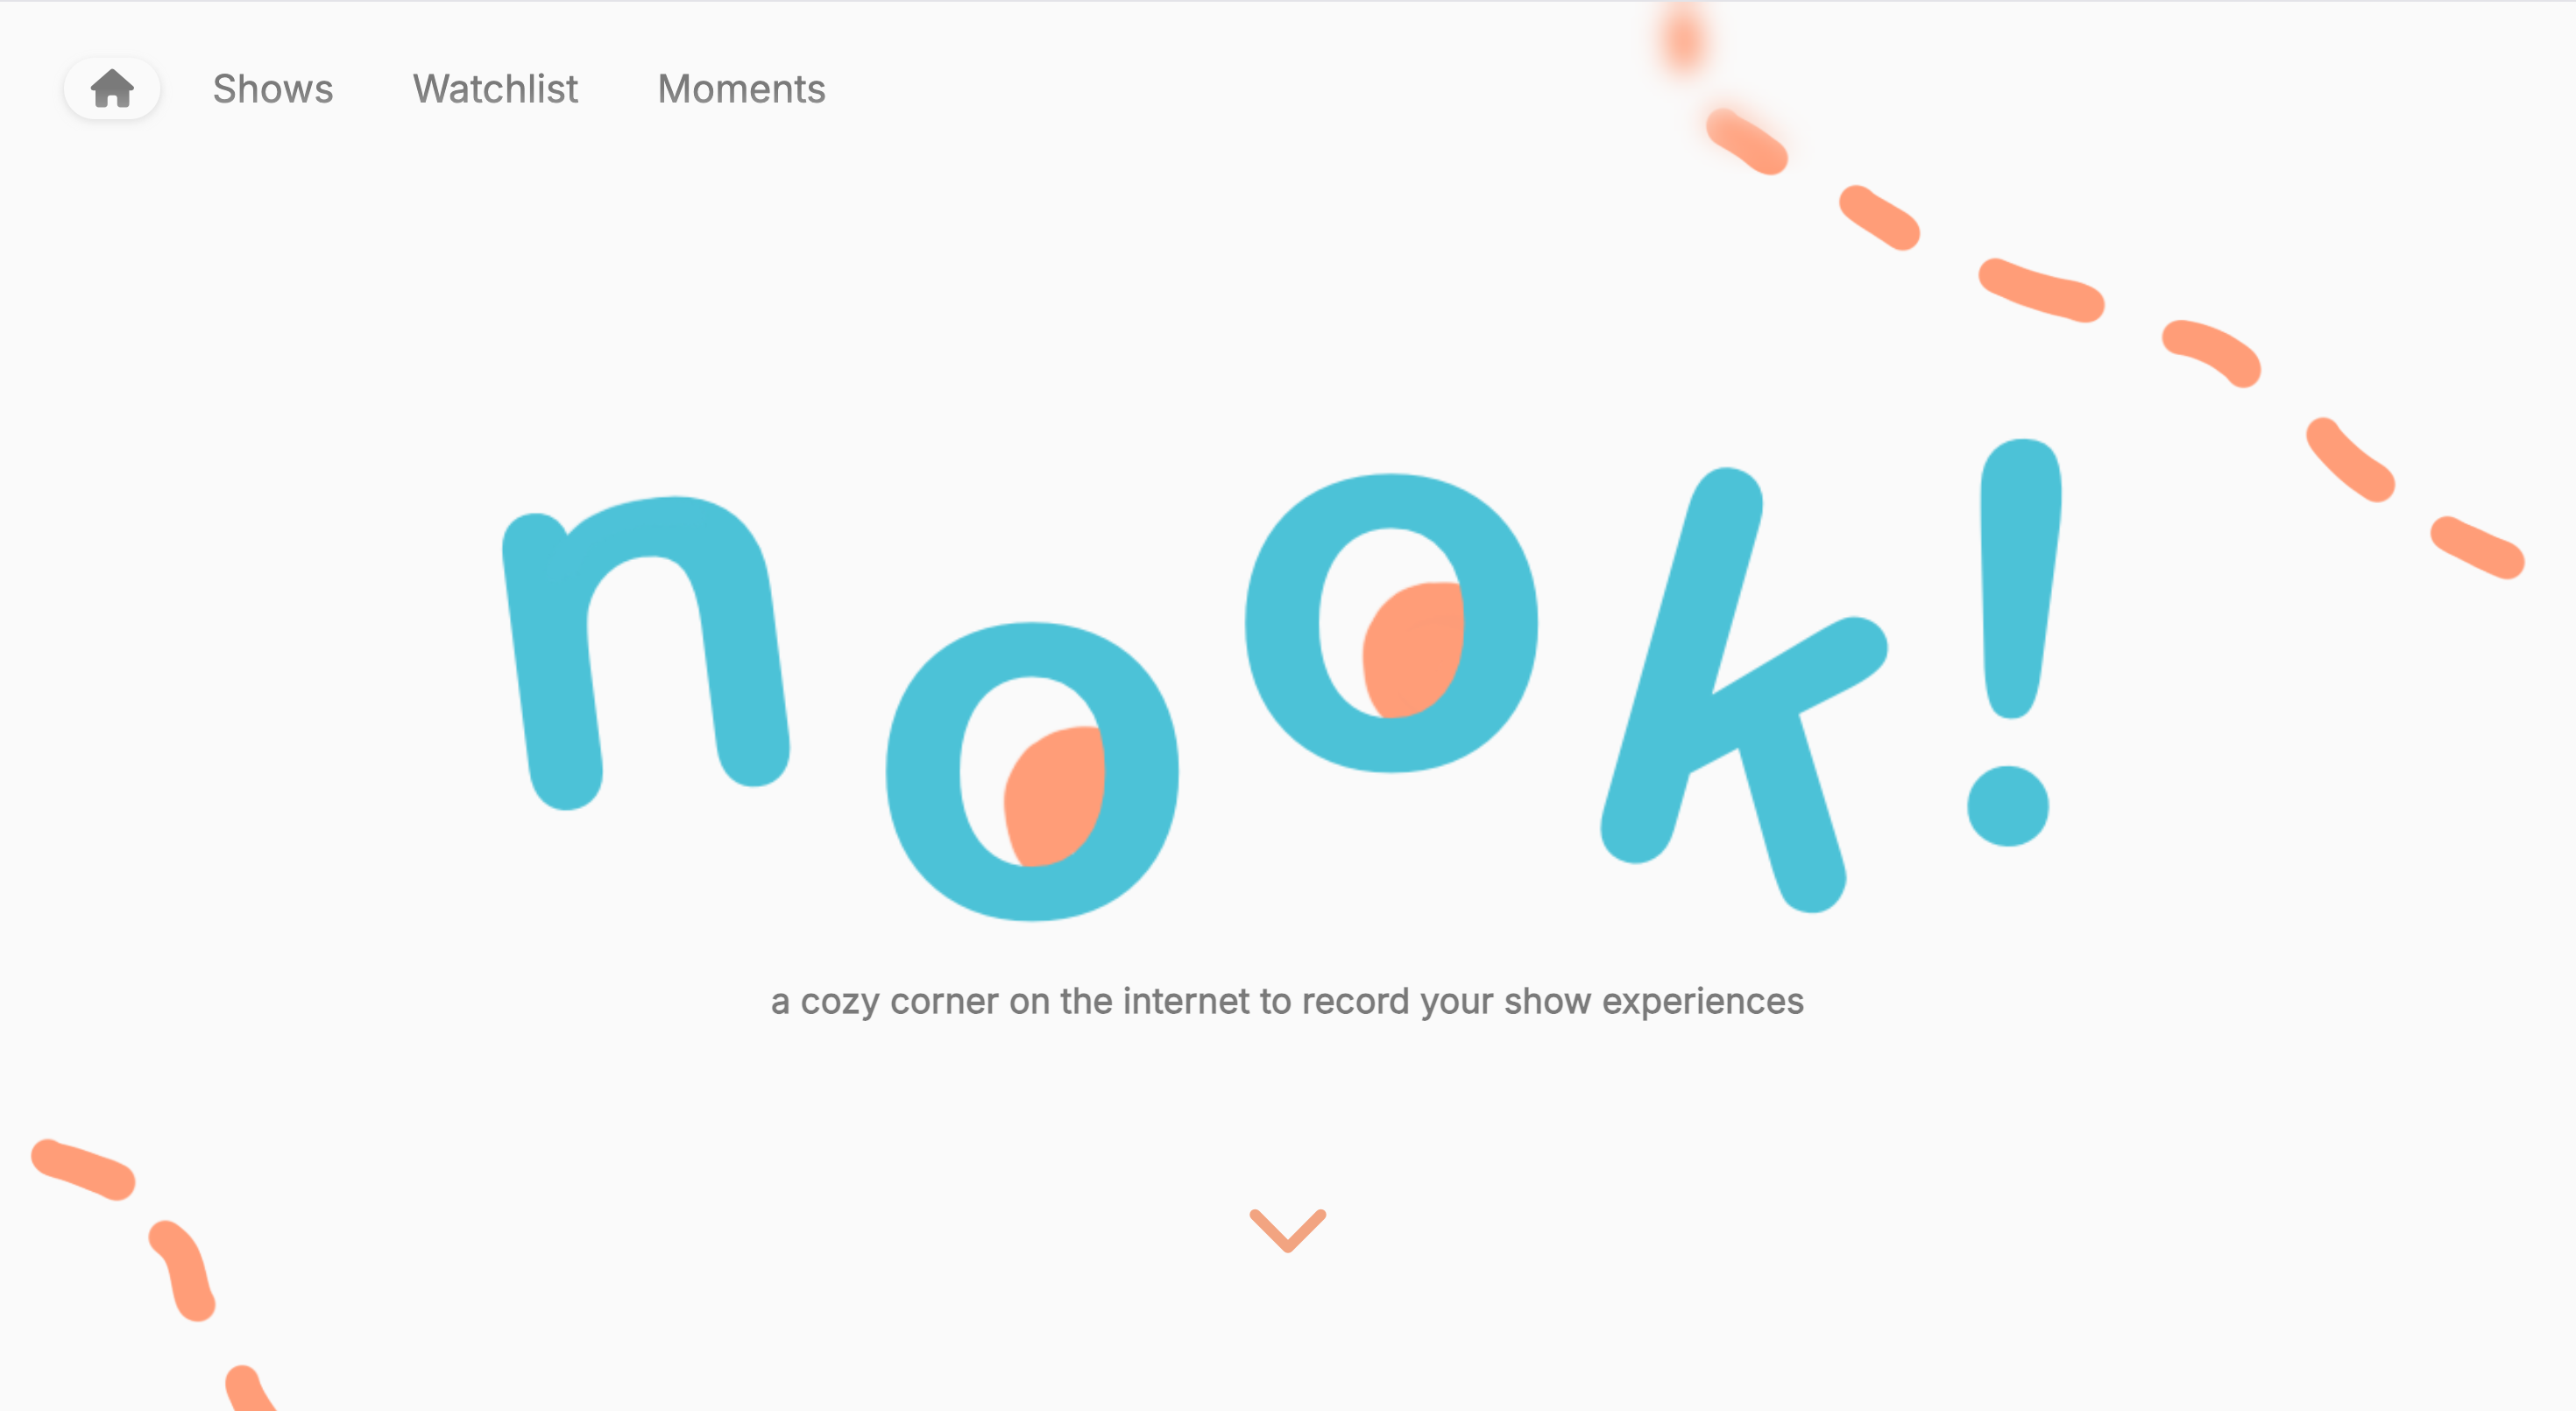 Shows Watchlist Moments
nook!
a cozy corner on the internet to record your show experiences